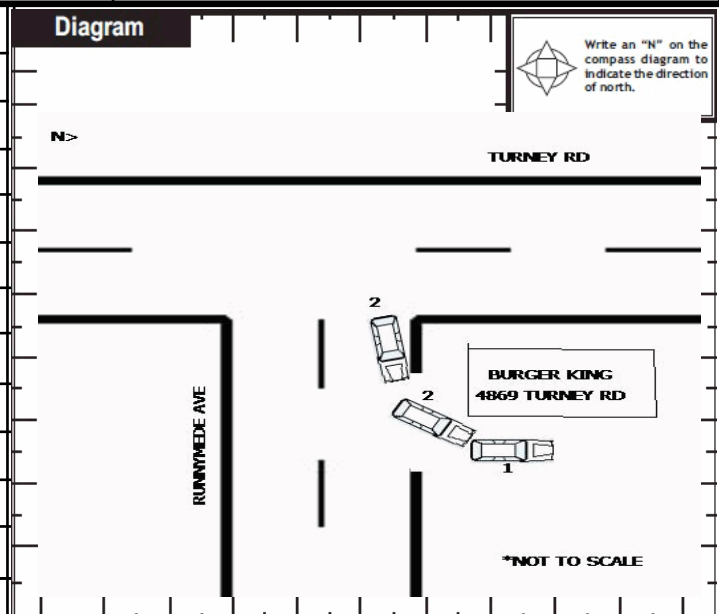 Diagram
Write an “N” on the
compass diagram to
indicate the direction
of north.
N>
TURNEY RD
2
BURGER KING
4869 TURNEY RD
2
RUNNYMEDE AVE
1
*NOT TO SCALE